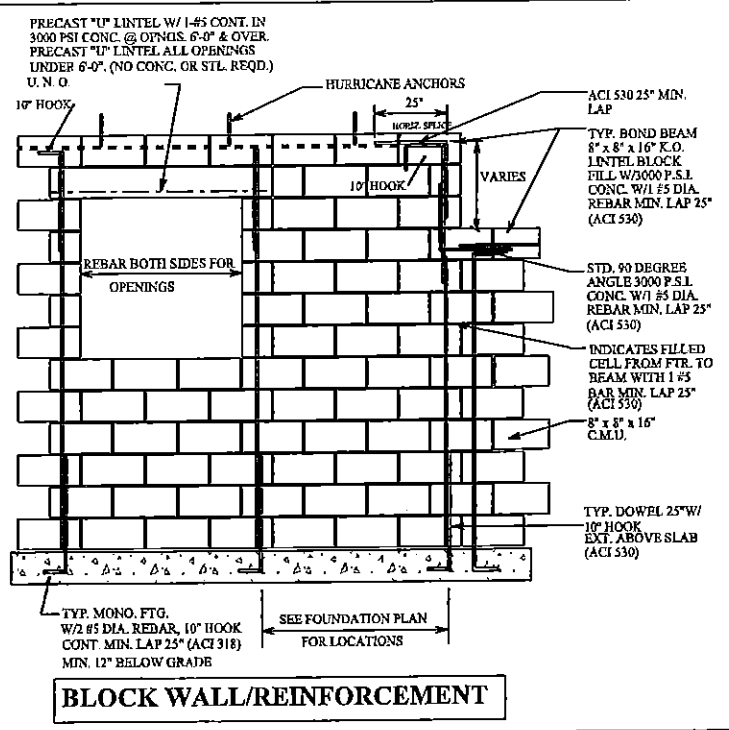 PRECAST "U" LINTEL W/ 1-#5 CONT. IN
3000 PSI CONC. @ OPNGS. 6'-0" & OVER.
PRECAST "U" LINTEL ALL OPENINGS
UNDER 6'-0". (NO CONC. OR STL. REQD.)
U. N. O.
10" HOOK
HURRICANE ANCHORS
25"
HORIZ. SPLICE
10" HOOK
VARIES
ACI 530 25" MIN.
LAP
TYP. BOND BEAM
8" x 8" x 16" K.O.
LINTEL BLOCK
FILL W/3000 P.S.I.
CONC. W/1 #5 DIA.
REBAR MIN. LAP 25"
(ACI 530)
REBAR BOTH SIDES FOR
OPENINGS
STD. 90 DEGREE
ANGLE 3000 P.S.I.
CONC. W/1 #5 DIA.
REBAR MIN. LAP 25"
(ACI 530)
INDICATES FILLED
CELL FROM FTR. TO
BEAM WITH 1 #5
BAR MIN. LAP 25"
(ACI 530)
8" x 8" x 16"
C.M.U.
TYP. DOWEL 25"W/
10" HOOK
EXT. ABOVE SLAB
(ACI 530)
TYP. MONO. FTG.
W/2 #5 DIA. REBAR, 10" HOOK
CONT. MIN. LAP 25" (ACI 318)
MIN. 12" BELOW GRADE
SEE FOUNDATION PLAN
FOR LOCATIONS
BLOCK WALL/REINFORCEMENT